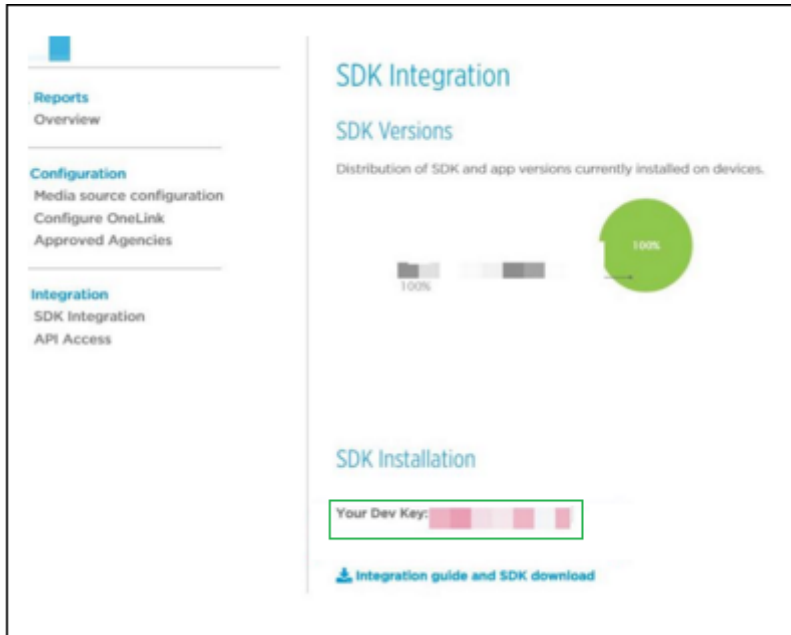 Reports
Overview
Configuration
Media source configuration
Configure OneLink
Approved Agencies
Integration
SDK Integration
API Access
SDK Integration
SDK Versions
Distribution of SDK and app versions currently installed on devices.
100%
100%
SDK Installation
Your Dev Key:
Integration guide and SDK download